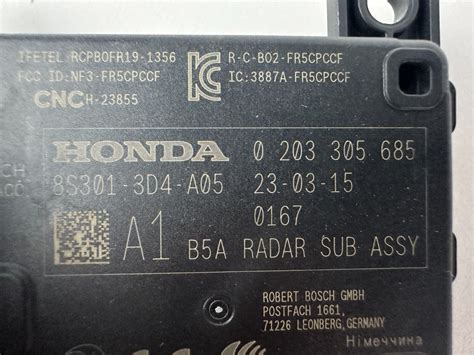 IFETEL: RCPBOFR19-1356
R-C-BO2-FR5CPCCF
FCC ID:NF3-FR5CPCCF
IC:3887A-FR5CPCCF
CNC H-23855
HONDA 0 203 305 685
8S301-3D4-A05 23-03-15
0167
A1 B5A RADAR SUB ASSY
ROBERT BOSCH GMBH
POSTFACH 1661,
71226 LEONBERG,GERMANY
Німеччина